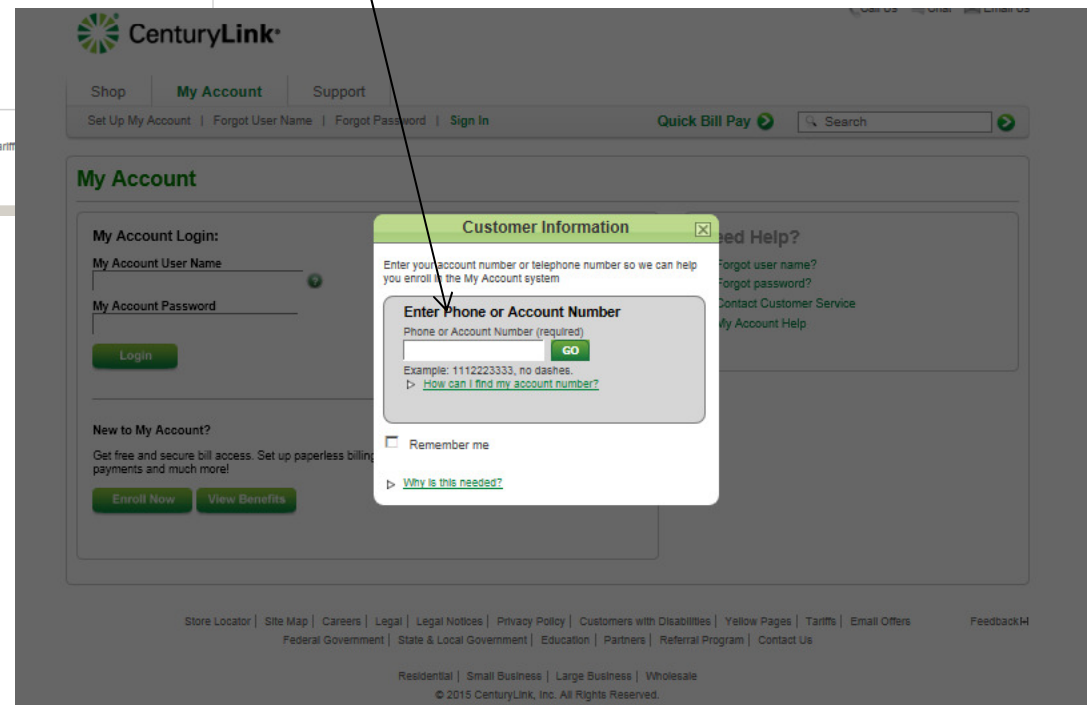 Call Us Chat Email Us
CenturyLink
Shop My Account Support
Set Up My Account | Forgot User Name | Forgot Password | Sign In Quick Bill Pay Search
My Account
My Account Login:
My Account User Name
My Account Password
Login
New to My Account?
Get free and secure bill access. Set up paperless billing
payments and much more!
Enroll Now View Benefits
Customer Information
Enter your account number or telephone number so we can help
you enroll in the My Account system
Enter Phone or Account Number
Phone or Account Number (required)
GO
Example: 1112223333, no dashes.
How can I find my account number?
Remember me
Why is this needed?
eed Help?
Forgot user name?
Forgot password?
Contact Customer Service
My Account Help
Store Locator | Site Map | Careers | Legal | Legal Notices | Privacy Policy | Customers with Disabilities | Yellow Pages | Tariffs | Email Offers Feedback
Federal Government | State & Local Government | Education | Partners | Referral Program | Contact Us
Residential | Small Business | Large Business | Wholesale
© 2015 CenturyLink, Inc. All Rights Reserved.